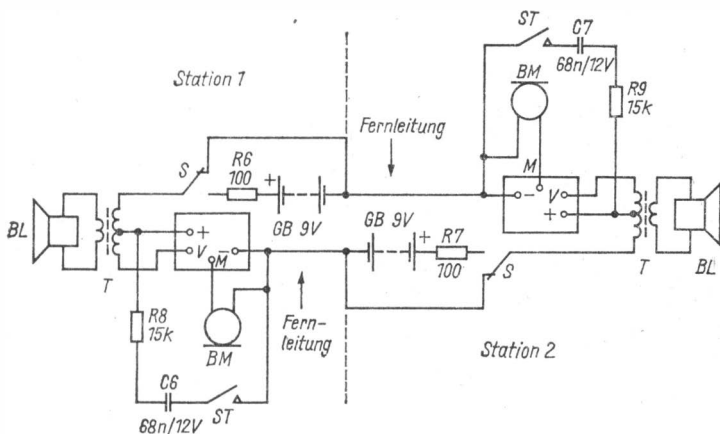 ST
C7
68n/12V
BM
R9
15k
Station 1
Fernleitung
S
R6
100
+
M
-
V
+
GB 9V
GB 9V
+
R7
100
S
BL
T
+
V
M
-
T
BL
R8
15k
BM
Fern-
leitung
Station 2
C6
68n/12V
ST